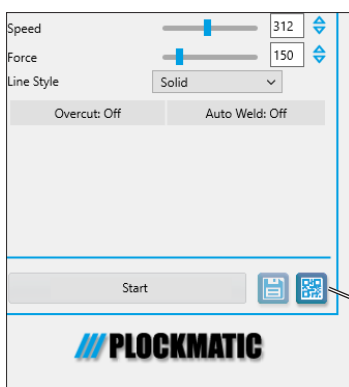 Speed 312
Force 150
Line Style Solid
Overcut: Off Auto Weld: Off
Start
PLOCKMATIC